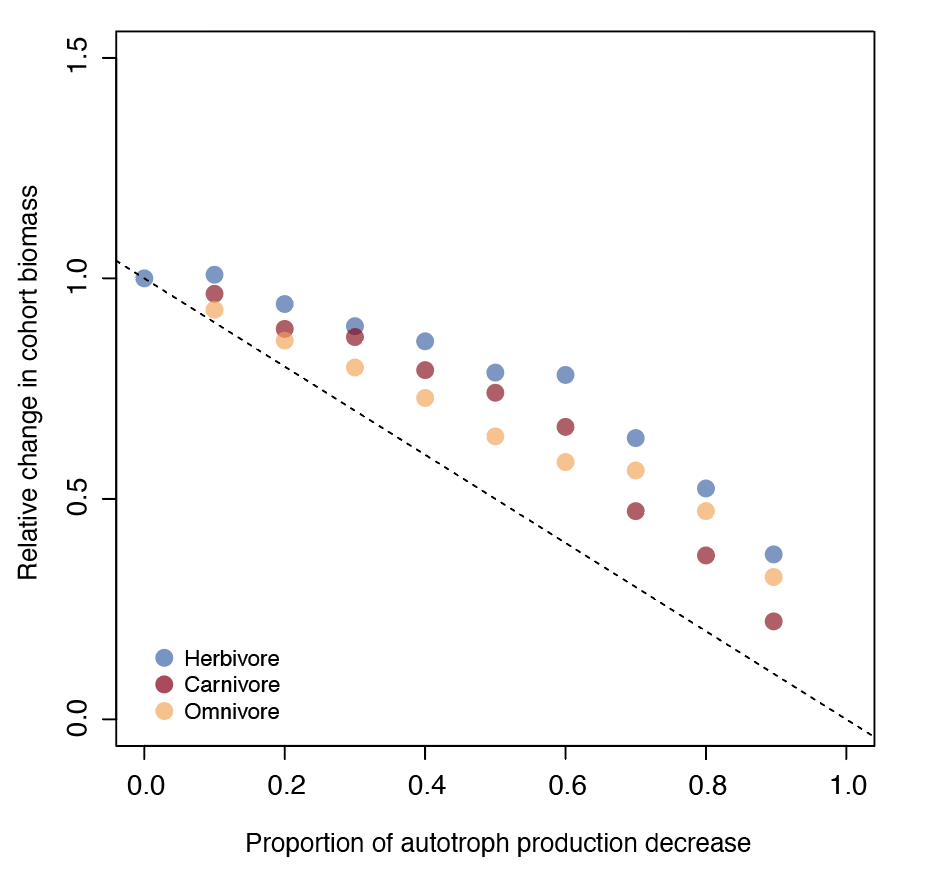 Relative change in cohort biomass
1.5
1.0
0.5
0.0
Herbivore
Carnivore
Omnivore
0.0 0.2 0.4 0.6 0.8 1.0
Proportion of autotroph production decrease